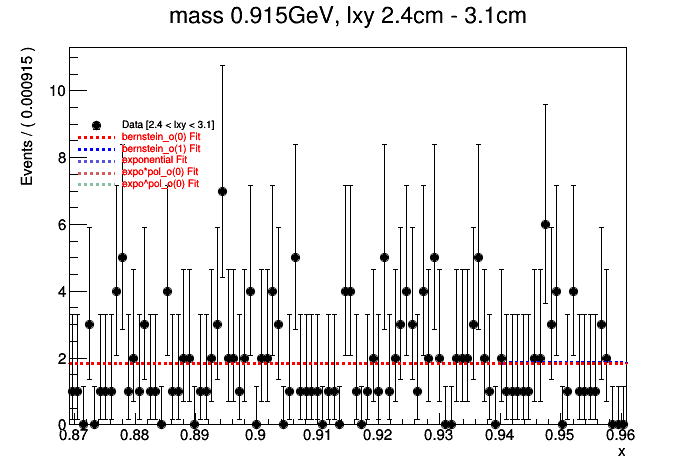 mass 0.915GeV, lxy 2.4cm - 3.1cm
Events / ( 0.000915 )
10
8
6
4
2
0
Data [2.4 < lxy < 3.1]
bernstein_o(0) Fit
bernstein_o(1) Fit
exponential Fit
expo*pol_o(0) Fit
expo^pol_o(0) Fit
0.87 0.88 0.89 0.9 0.91 0.92 0.93 0.94 0.95 0.96
x